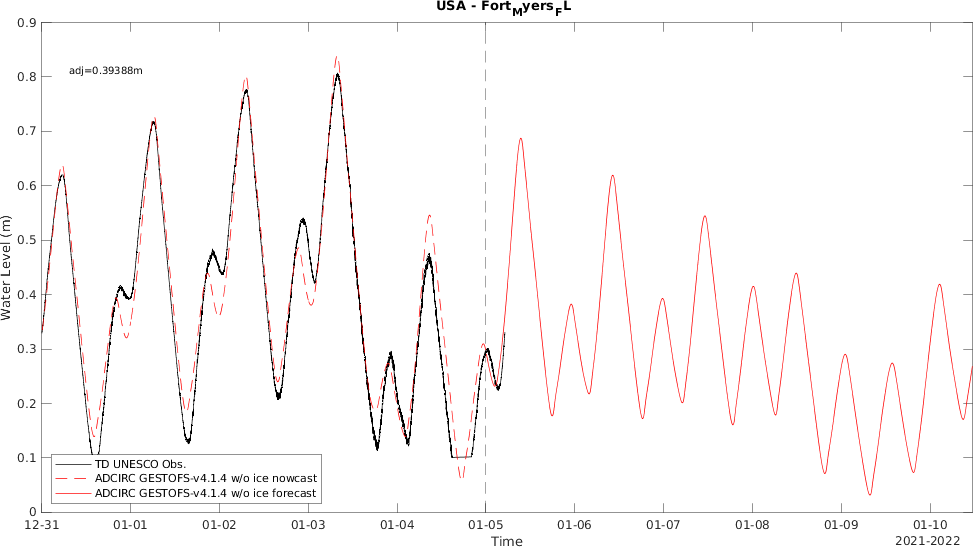 USA - Fort_Myers_FL
adj=0.39388m
0.9
0.8
0.7
0.6
0.5
0.4
0.3
0.2
0.1
0
Water Level (m)
TD UNESCO Obs.
ADCIRC GESTOFS-v4.1.4 w/o ice nowcast
ADCIRC GESTOFS-v4.1.4 w/o ice forecast
12-31 01-01 01-02 01-03 01-04 01-05 01-06 01-07 01-08 01-09 01-10
Time
2021-2022